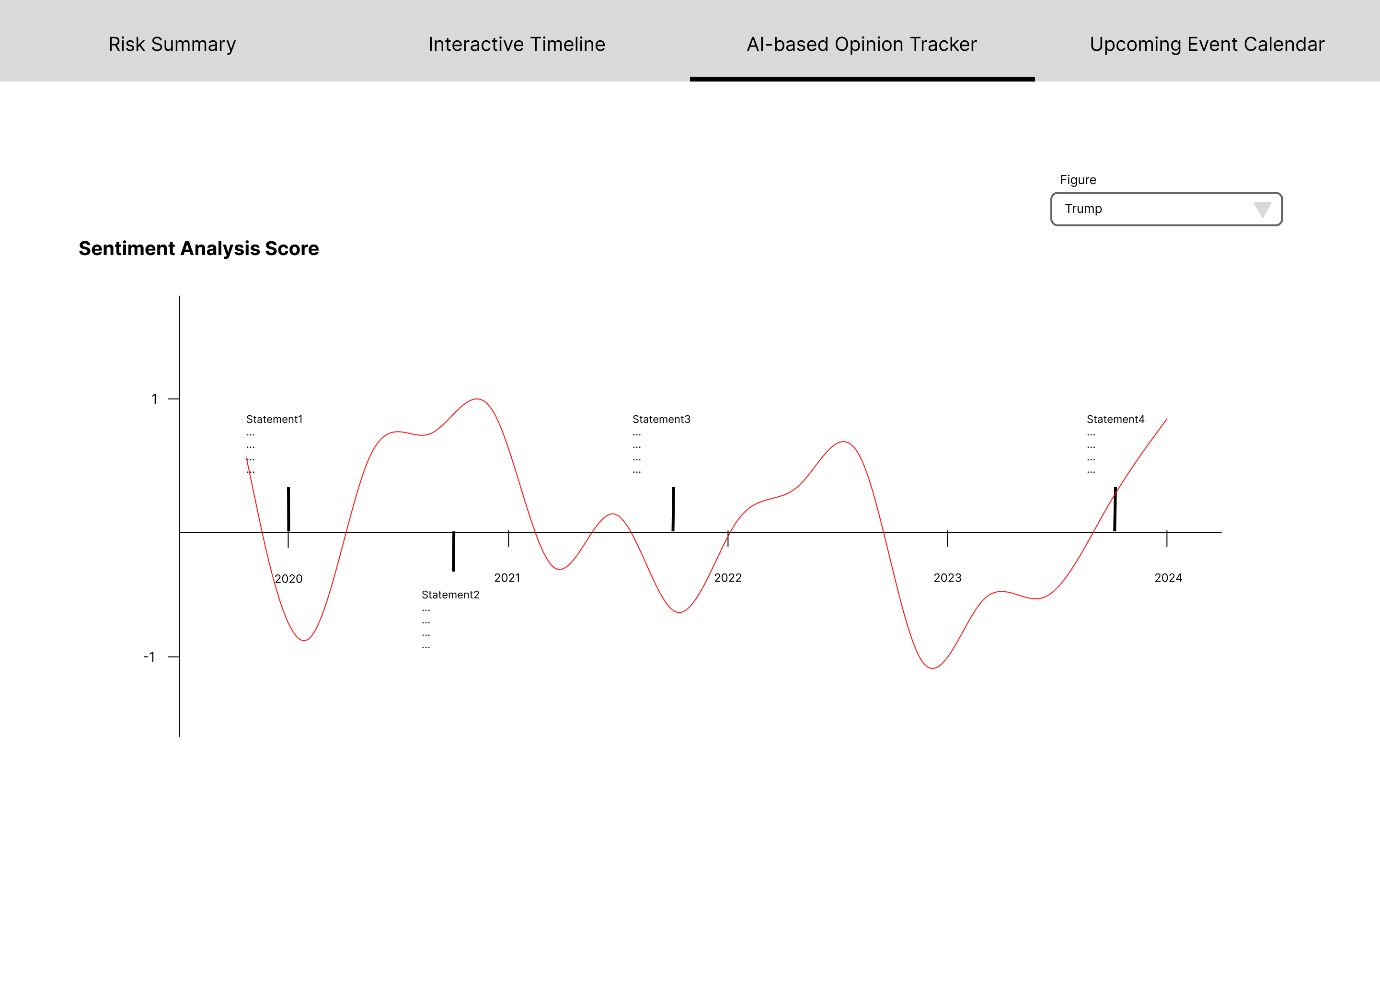 Risk Summary
Interactive Timeline
AI-based Opinion Tracker
Upcoming Event Calendar
Figure
Trump
Sentiment Analysis Score
1
Statement1
...
...
...
...
Statement3
...
...
...
...
Statement4
...
...
...
...
2020
2021
2022
2023
2024
Statement2
...
...
...
...
-1